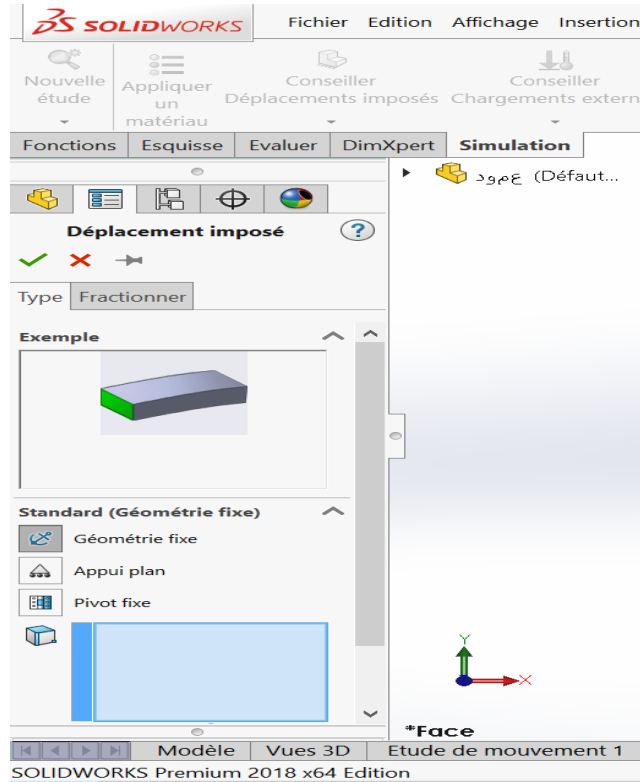 SOLIDWORKS Fichier Edition Affichage Insertion
Nouvelle étude
Appliquer un matériau
Conseiller Déplacements imposés
Conseiller Chargements extern
Fonctions Esquisse Evaluer DimXpert Simulation
عمود (Défaut...
Déplacement imposé ?
Type Fractionner
Exemple
Standard (Géométrie fixe)
Géométrie fixe
Appui plan
Pivot fixe
Y
X
*Face
Modèle Vues 3D Etude de mouvement 1
SOLIDWORKS Premium 2018 x64 Edition